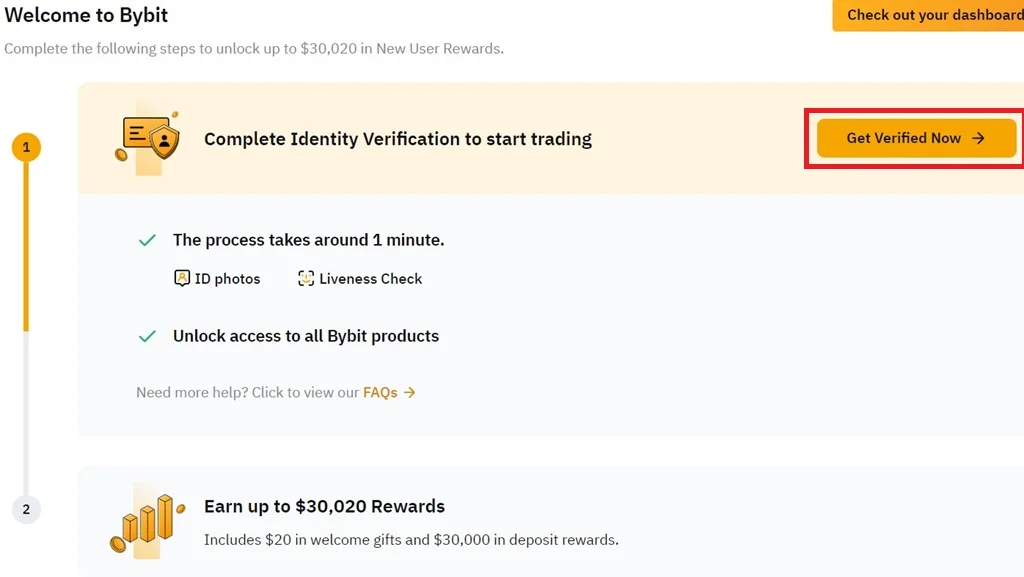 Welcome to Bybit
Check out your dashboard
Complete the following steps to unlock up to $30,020 in New User Rewards.
1
Complete Identity Verification to start trading
Get Verified Now →
The process takes around 1 minute.
ID photos
Liveness Check
Unlock access to all Bybit products
Need more help? Click to view our FAQs →
2
Earn up to $30,020 Rewards
Includes $20 in welcome gifts and $30,000 in deposit rewards.